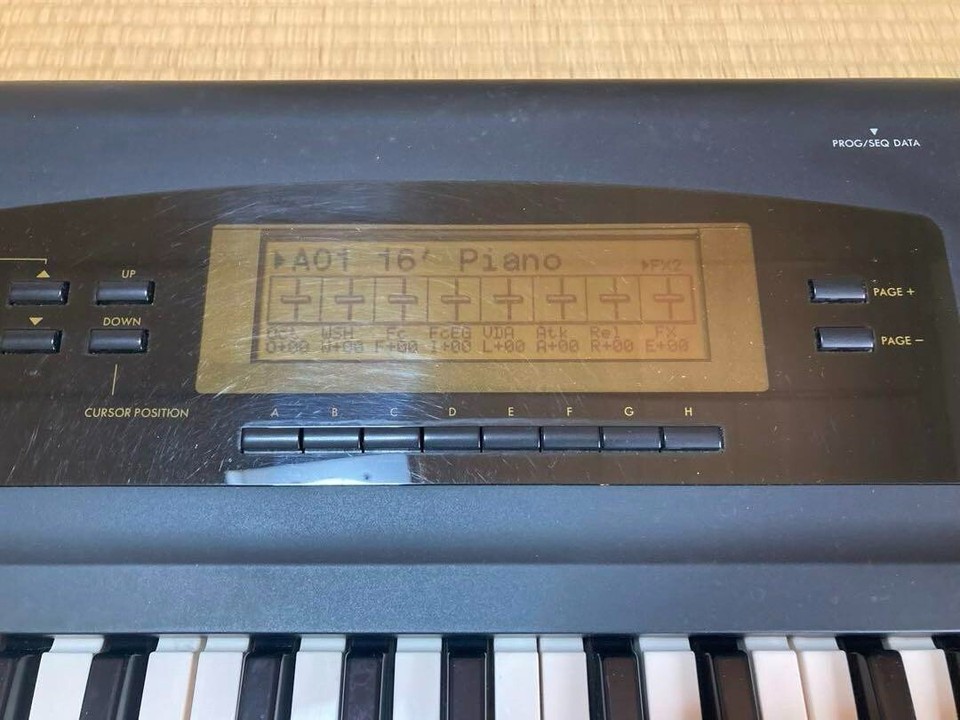 PROG/SEQ DATA
▶A01 16' Piano ▶FX2
Oct WSH Fc FcEG VDA Atk Rel FX
O+00 W+00 F+00 I+00 L+00 A+00 R+00 E+00
UP
DOWN
CURSOR POSITION
PAGE +
PAGE −
A B C D E F G H